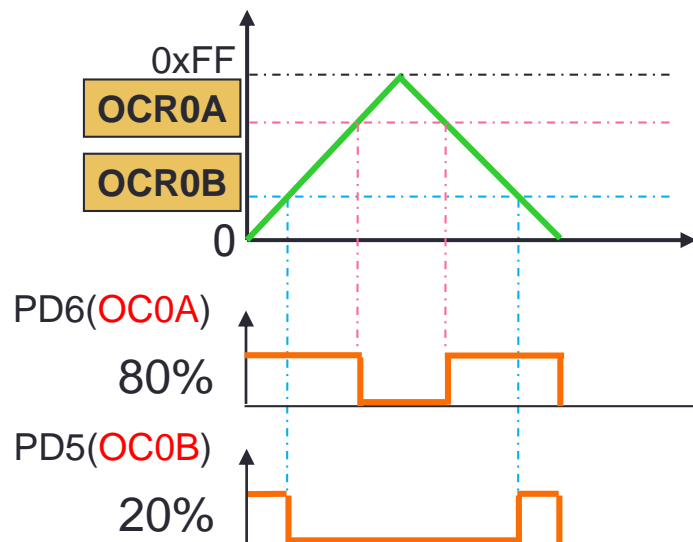 0xFF
OCR0A
OCR0B
0
PD6(OC0A)
80%
PD5(OC0B)
20%